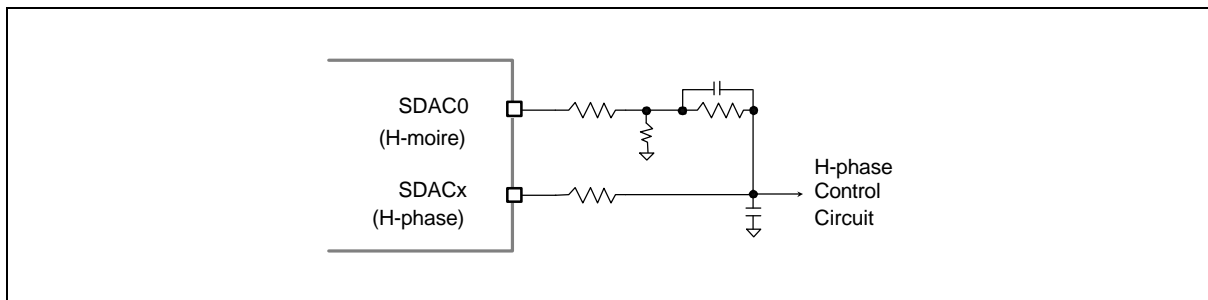 SDAC0
(H-moire)
SDACx
(H-phase)
H-phase
Control
Circuit